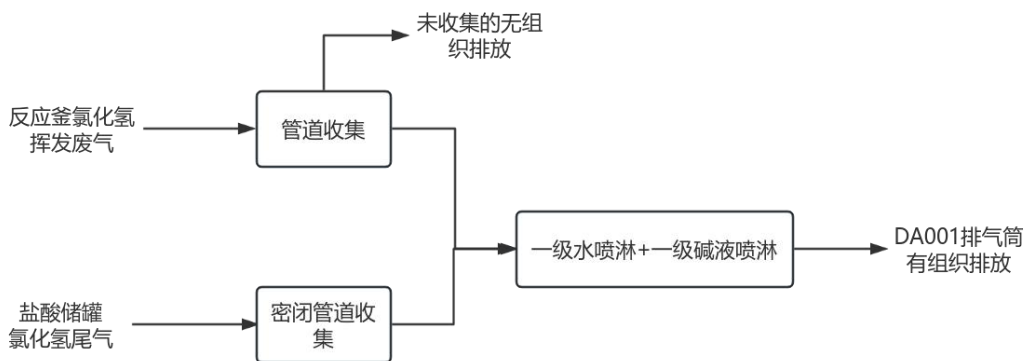 未收集的无组
织排放
反应釜氯化氢
挥发废气
管道收集
一级水喷淋+一级碱液喷淋
DA001排气筒
有组织排放
盐酸储罐
氯化氢尾气
密闭管道收
集